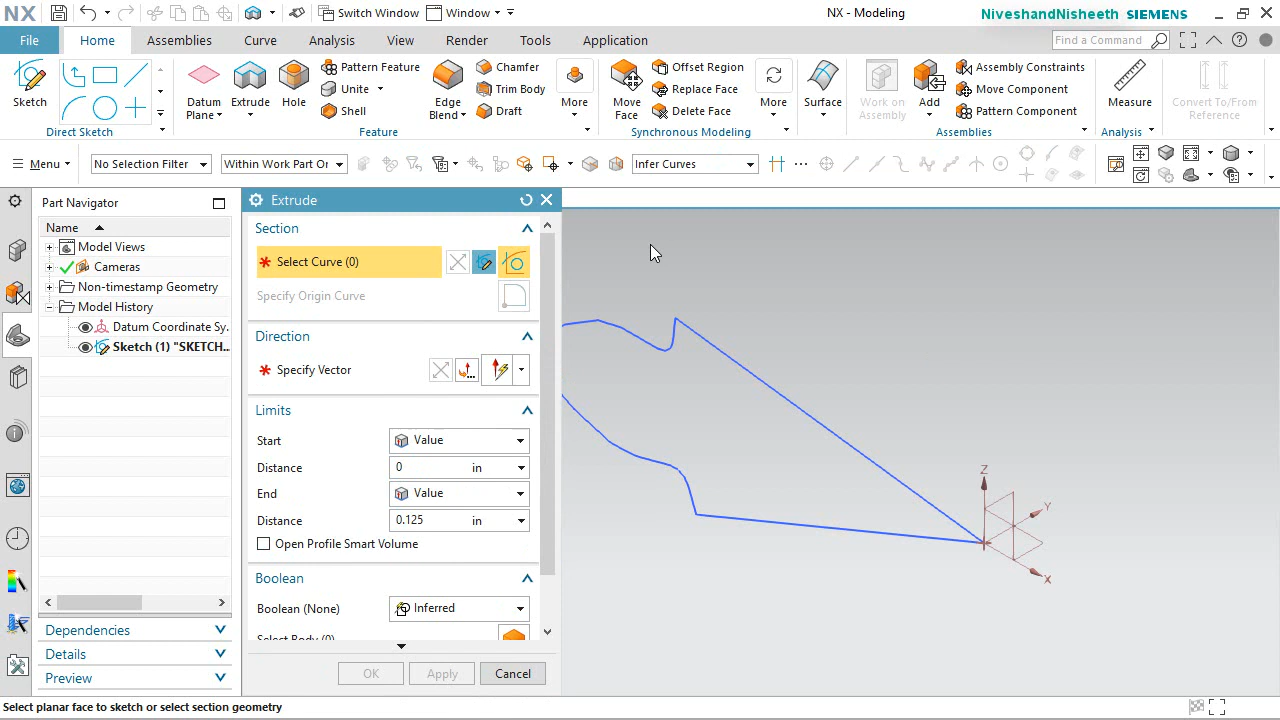 NX
Switch Window
Window
NX - Modeling
NiveshandNisheeth SIEMENS
File
Home
Assemblies
Curve
Analysis
View
Render
Tools
Application
Find a Command
Sketch
Direct Sketch
Datum Plane
Extrude
Hole
Pattern Feature
Unite
Shell
Edge Blend
Chamfer
Trim Body
Draft
More
Feature
Move Face
Offset Region
Replace Face
Delete Face
More
Synchronous Modeling
Surface
Work on Assembly
Add
Assembly Constraints
Move Component
Pattern Component
Assemblies
Measure
Analysis
Convert To/From Reference
Menu
No Selection Filter
Within Work Part On
Infer Curves
Part Navigator
Name
Model Views
Cameras
Non-timestamp Geometry
Model History
Datum Coordinate Sy.
Sketch (1) "SKETCH...
Dependencies
Details
Preview
Extrude
Section
* Select Curve (0)
Specify Origin Curve
Direction
* Specify Vector
Limits
Start
Value
Distance
0 in
End
Value
Distance
0.125 in
Open Profile Smart Volume
Boolean
Boolean (None)
Inferred
OK
Apply
Cancel
Z
Y
X
Select planar face to sketch or select section geometry